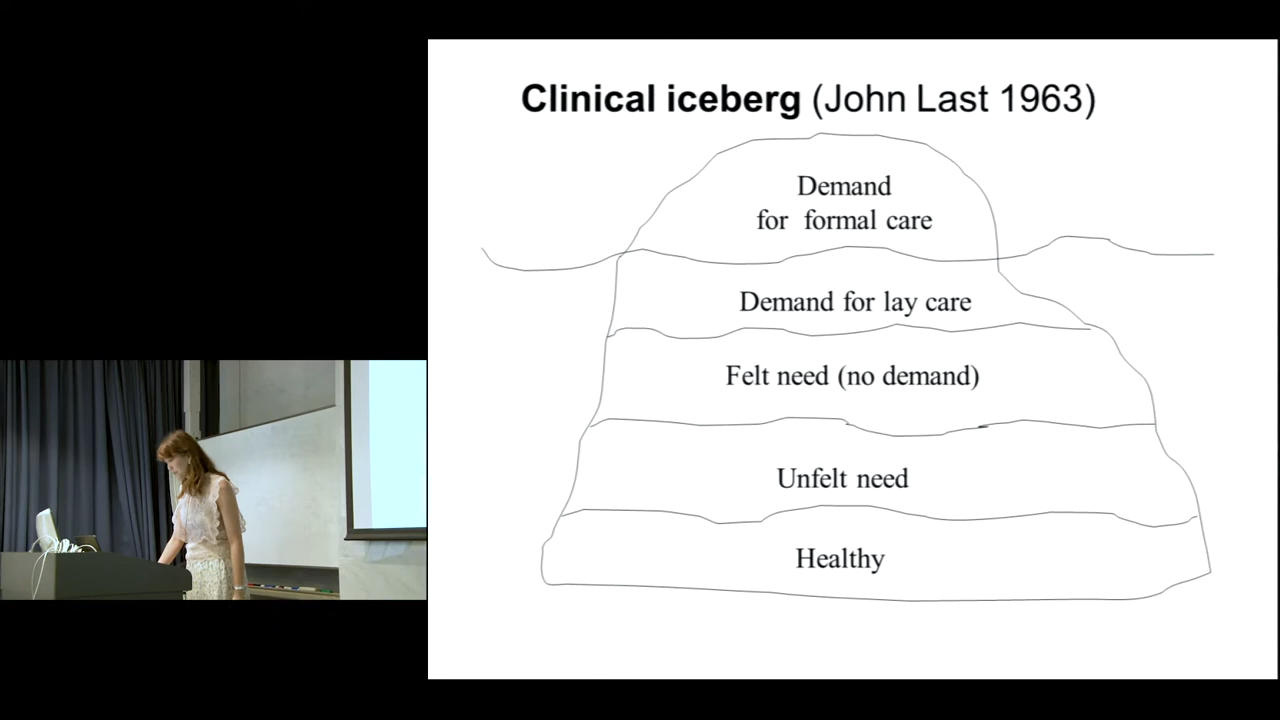 Clinical iceberg (John Last 1963)
Demand
for formal care
Demand for lay care
Felt need (no demand)
Unfelt need
Healthy